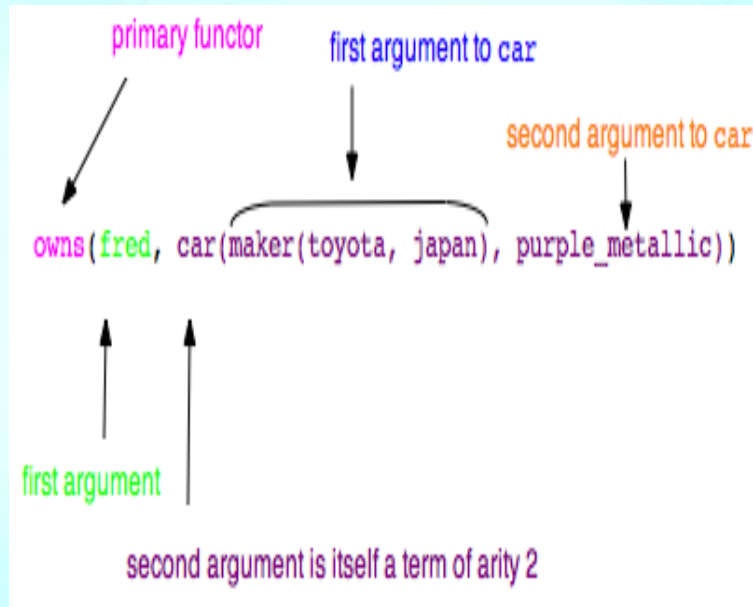 primary functor
first argument to car
second argument to car
owns(fred, car(maker(toyota, japan), purple_metallic))
first argument
second argument is itself a term of arity 2